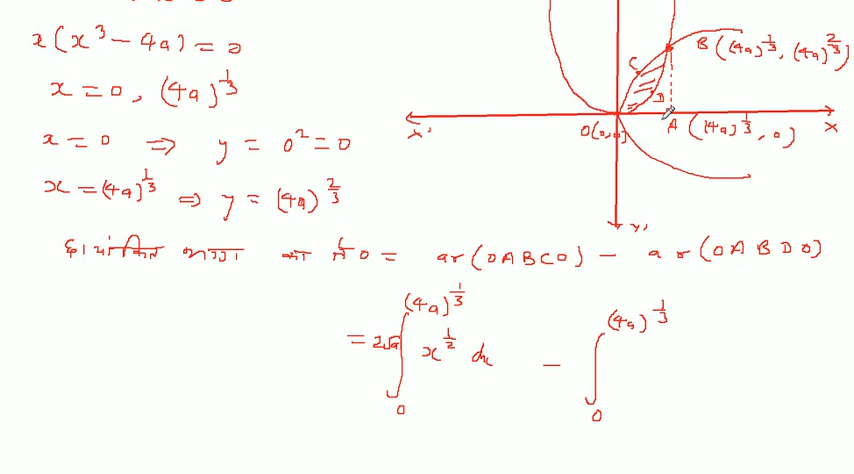 x(x³ − 4a) = 0
x = 0, (4a)^{1/3}
x = 0 ⇒ y = 0² = 0
x = (4a)^{1/3} ⇒ y = (4a)^{2/3}
C
B((4a)^{1/3}, (4a)^{2/3})
D
X'
O(0,0)
A((4a)^{1/3}, 0)
X
Y'
छायांकित भाग का क्षे0 = ar(OABCO) − ar(OABDO)
= 2√a ∫₀^{(4a)^{1/3}} x^{1/2} dx − ∫₀^{(4a)^{1/3}}